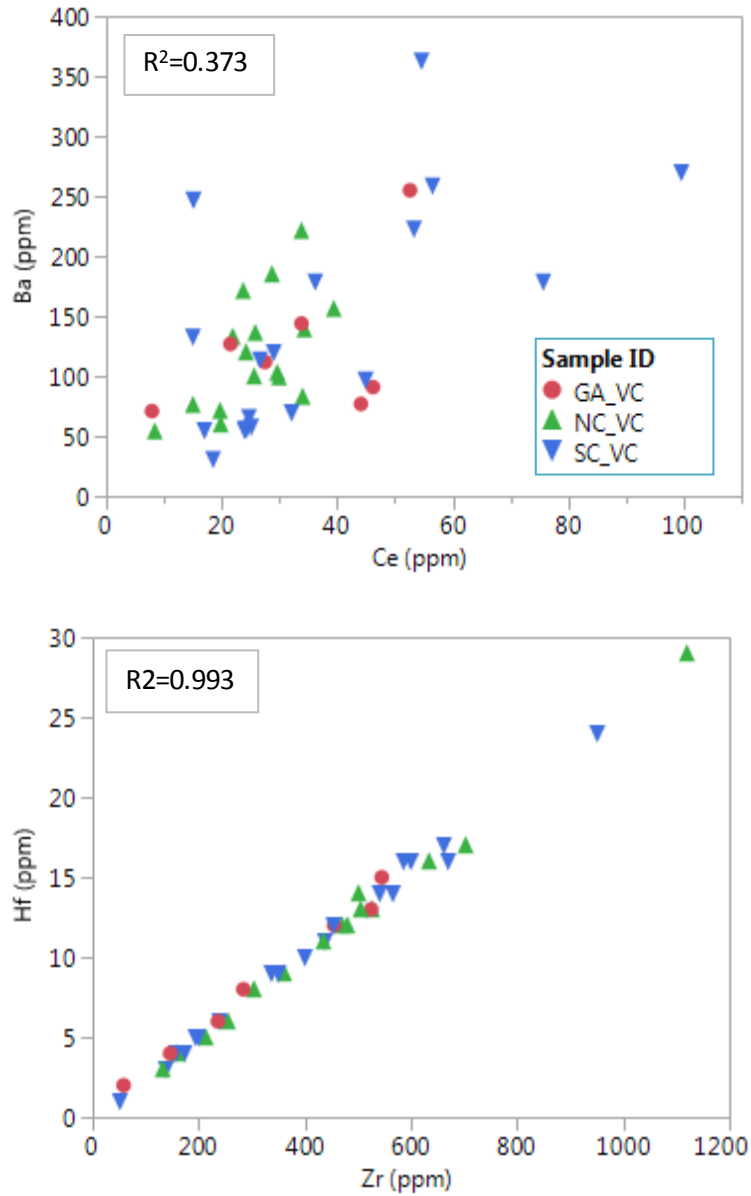 400
350
300
250
200
150
100
50
0
Ba (ppm)
R²=0.373
Sample ID
GA_VC
NC_VC
SC_VC
0 20 40 60 80 100
Ce (ppm)
30
25
20
15
10
5
0
Hf (ppm)
R2=0.993
0 200 400 600 800 1000 1200
Zr (ppm)